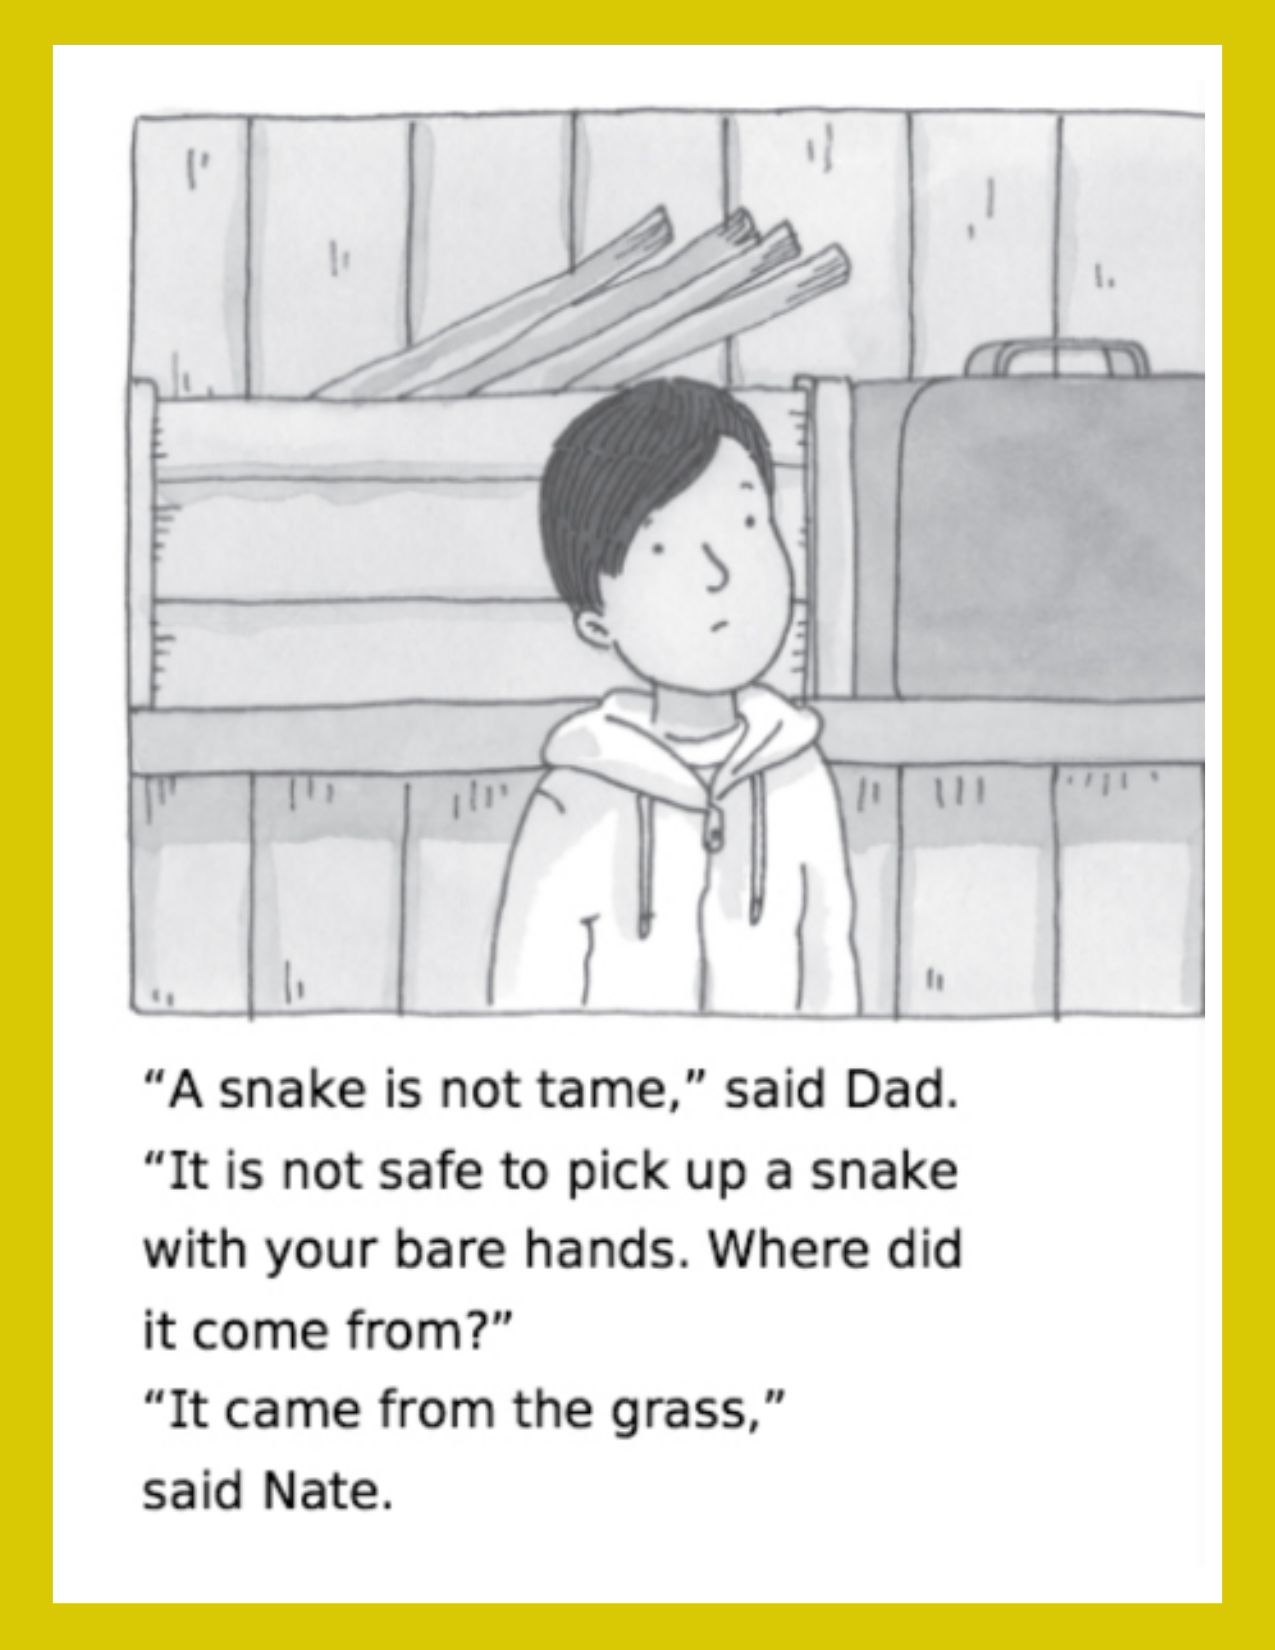 “A snake is not tame,” said Dad.
“It is not safe to pick up a snake
with your bare hands. Where did
it come from?”
“It came from the grass,”
said Nate.